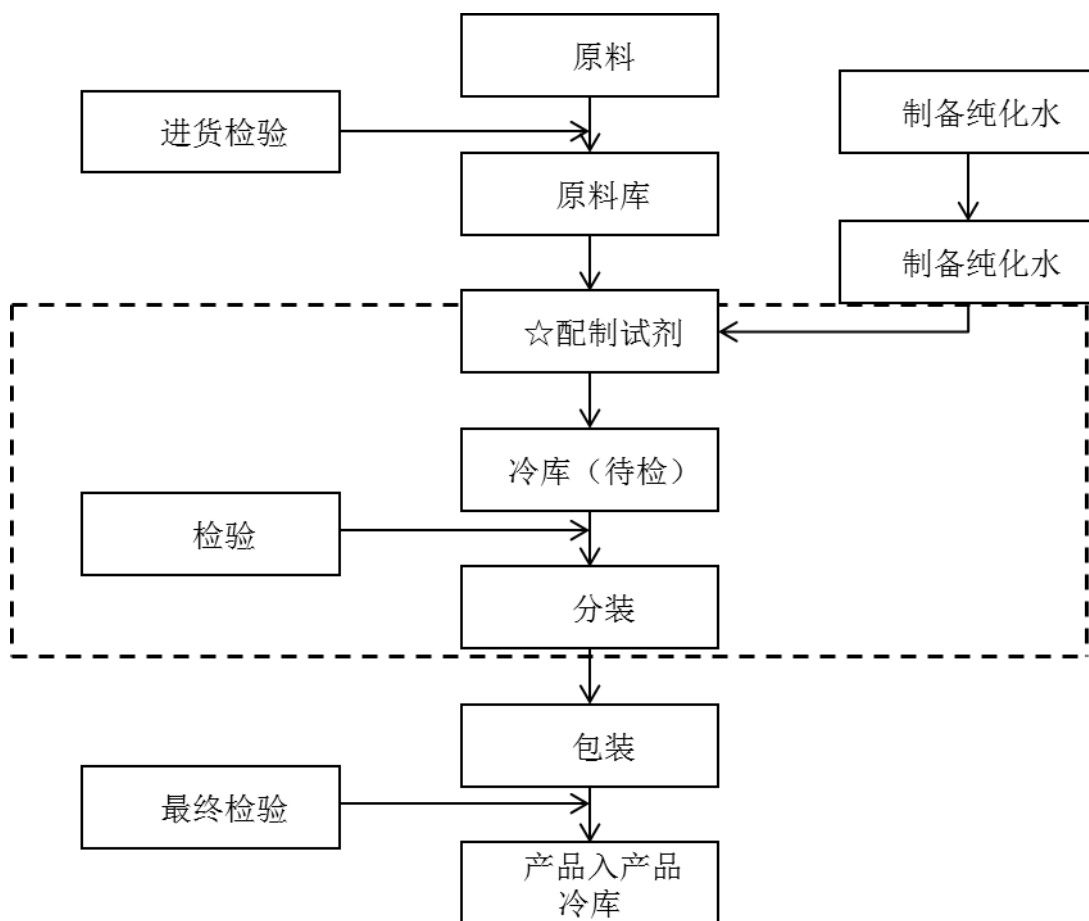 原料
制备纯化水
进货检验
原料库
制备纯化水
☆配制试剂
冷库（待检）
检验
分装
包装
最终检验
产品入产品
冷库